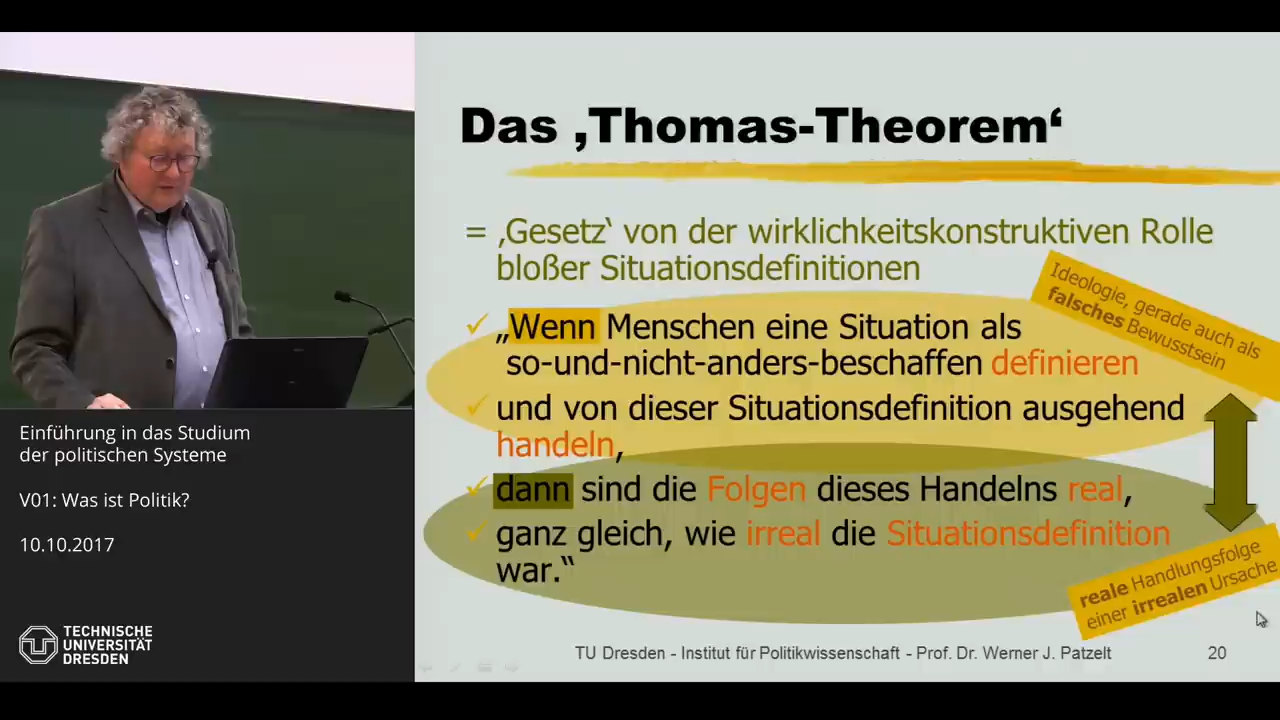 Das ‚Thomas-Theorem‘
= ‚Gesetz‘ von der wirklichkeitskonstruktiven Rolle
bloßer Situationsdefinitionen
Ideologie, gerade auch als
falsches Bewusstsein
„Wenn Menschen eine Situation als
so-und-nicht-anders-beschaffen definieren
und von dieser Situationsdefinition ausgehend
handeln,
dann sind die Folgen dieses Handelns real,
ganz gleich, wie irreal die Situationsdefinition
war.“
reale Handlungsfolge
einer irrealen Ursache
TU Dresden - Institut für Politikwissenschaft - Prof. Dr. Werner J. Patzelt
20
Einführung in das Studium
der politischen Systeme
V01: Was ist Politik?
10.10.2017
TECHNISCHE
UNIVERSITÄT
DRESDEN